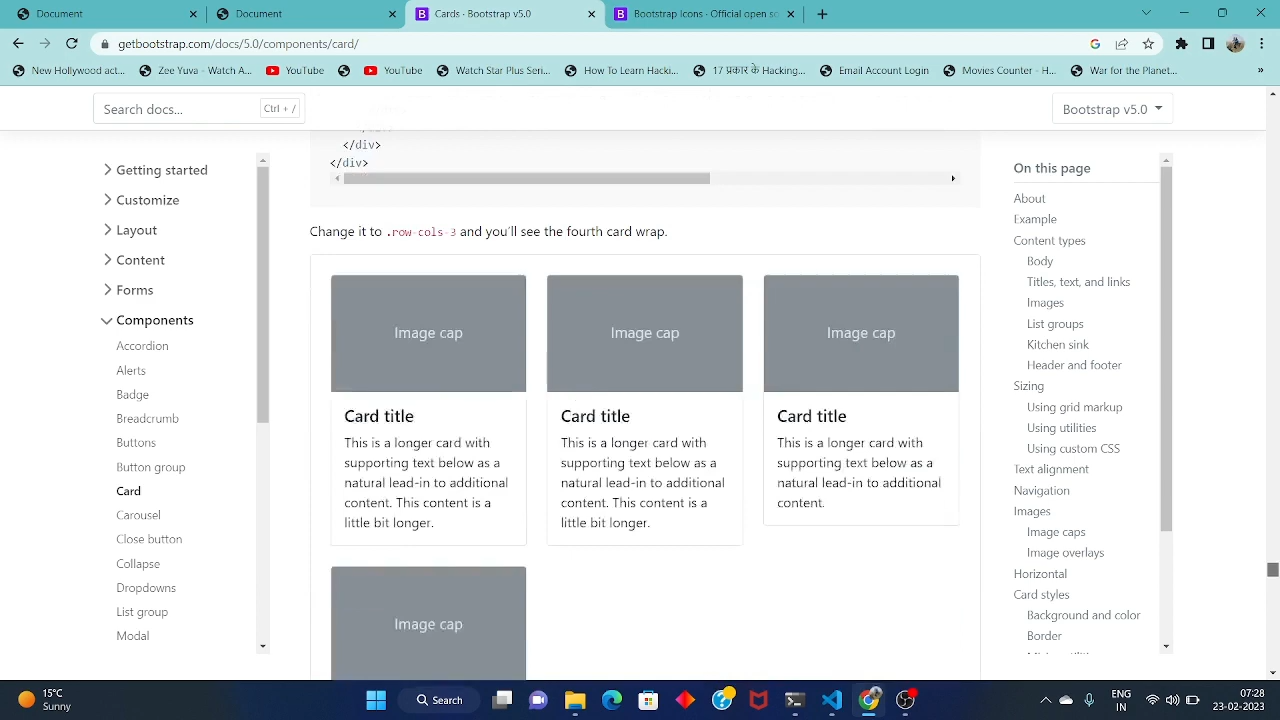 Document
Document
Cards · Bootstrap v5.0
Bootstrap Icons - Official open so
getbootstrap.com/docs/5.0/components/card/
New Hollywood act...
Zee Yuva - Watch A...
YouTube
YouTube
Watch Star Plus Seri...
How To Learn Hacki...
Email Account Login
Movies Counter - H...
War for the Planet...
»
Search docs...
Ctrl + /
Bootstrap v5.0
</div>
</div>
Getting started
Customize
Layout
Content
Forms
Components
Accordion
Alerts
Badge
Breadcrumb
Buttons
Button group
Card
Carousel
Close button
Collapse
Dropdowns
List group
Modal
Change it to .row-cols-3 and you’ll see the fourth card wrap.
Image cap
Card title
This is a longer card with
supporting text below as a
natural lead-in to additional
content. This content is a
little bit longer.
Image cap
Card title
This is a longer card with
supporting text below as a
natural lead-in to additional
content. This content is a
little bit longer.
Image cap
Card title
This is a longer card with
supporting text below as a
natural lead-in to additional
content.
Image cap
On this page
About
Example
Content types
Body
Titles, text, and links
Images
List groups
Kitchen sink
Header and footer
Sizing
Using grid markup
Using utilities
Using custom CSS
Text alignment
Navigation
Images
Image caps
Image overlays
Horizontal
Card styles
Background and color
Border
15°C
Sunny
Search
ENG
IN
07:28
23-02-2023